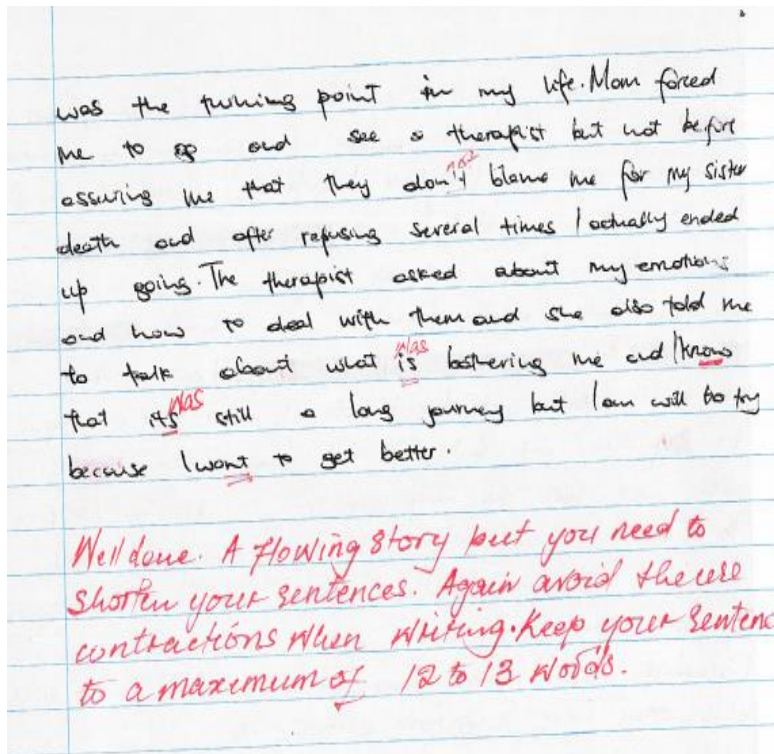 was the turning point in my life. Mom forced
me to go and see a therapist but not before
not
assuring me that they don't blame me for my sister
death and after refusing several times I actually ended
up going. The therapist asked about my emotions
and how to deal with them and she also told me
was
to talk about what is bothering me and I know
was
that its still a long journey but I am will to try
because I want to get better.
Well done. A flowing story but you need to
shorten your sentences. Again avoid the use
contractions when writing. Keep your sentenc
to a maximum of 12 to 13 words.